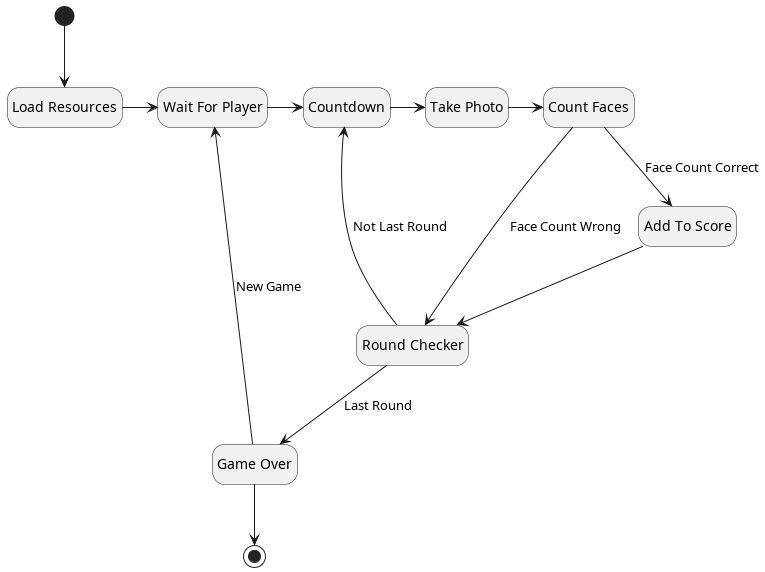 Load Resources
Wait For Player
Countdown
Take Photo
Count Faces
Face Count Correct
Not Last Round
Face Count Wrong
Add To Score
New Game
Round Checker
Last Round
Game Over